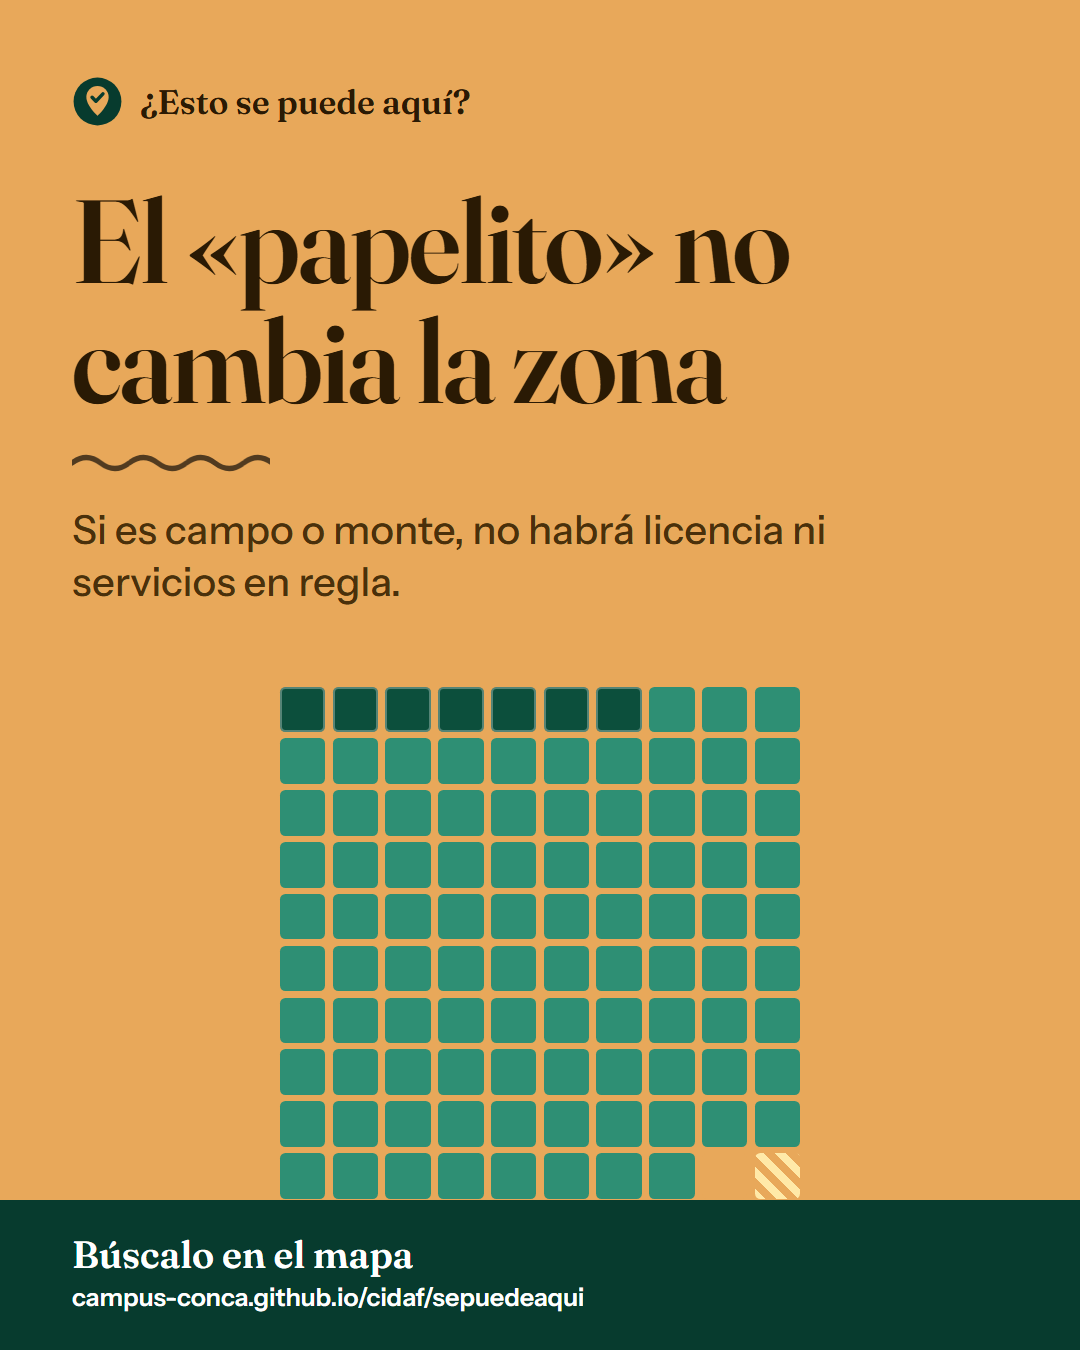 ¿Esto se puede aquí?
El «papelito» no
cambia la zona
Si es campo o monte, no habrá licencia ni
servicios en regla.
Búscalo en el mapa
campus-conca.github.io/cidaf/sepuedeaqui